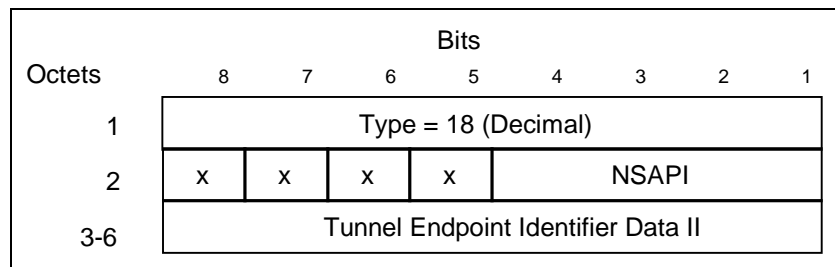 Bits
Octets 8 7 6 5 4 3 2 1
1 Type = 18 (Decimal)
2 x x x x NSAPI
3-6 Tunnel Endpoint Identifier Data II